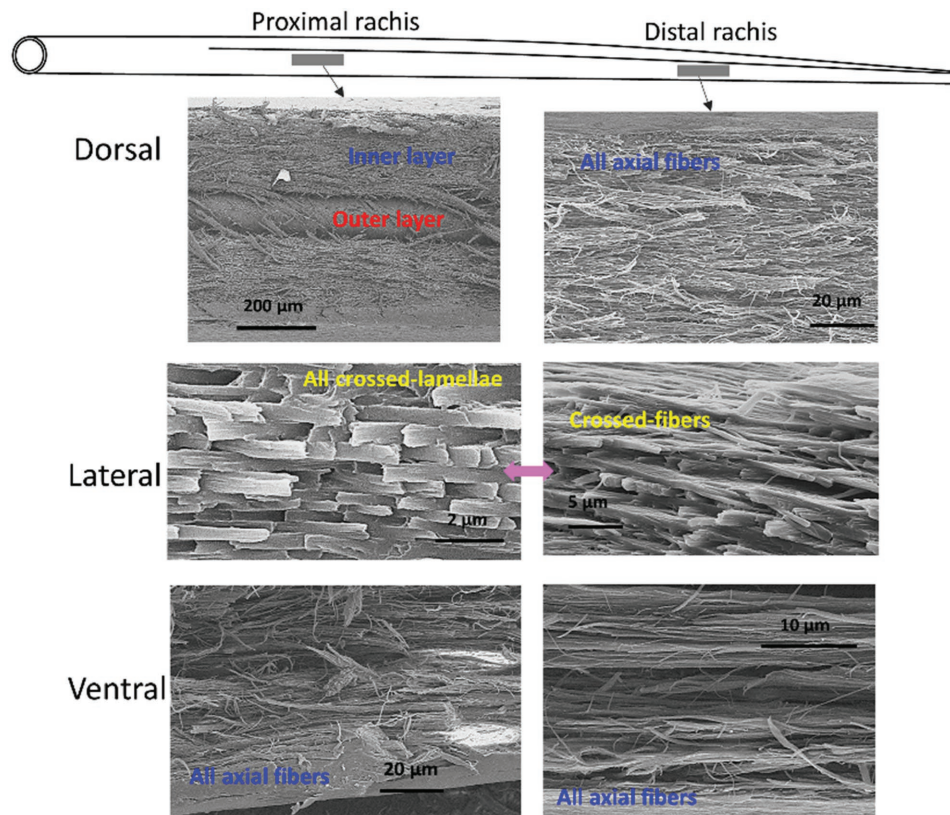 Proximal rachis
Distal rachis
Dorsal
Inner layer
Outer layer
200 µm
All axial fibers
20 µm
Lateral
All crossed-lamellae
2 µm
Crossed-fibers
5 µm
Ventral
All axial fibers
20 µm
10 µm
All axial fibers